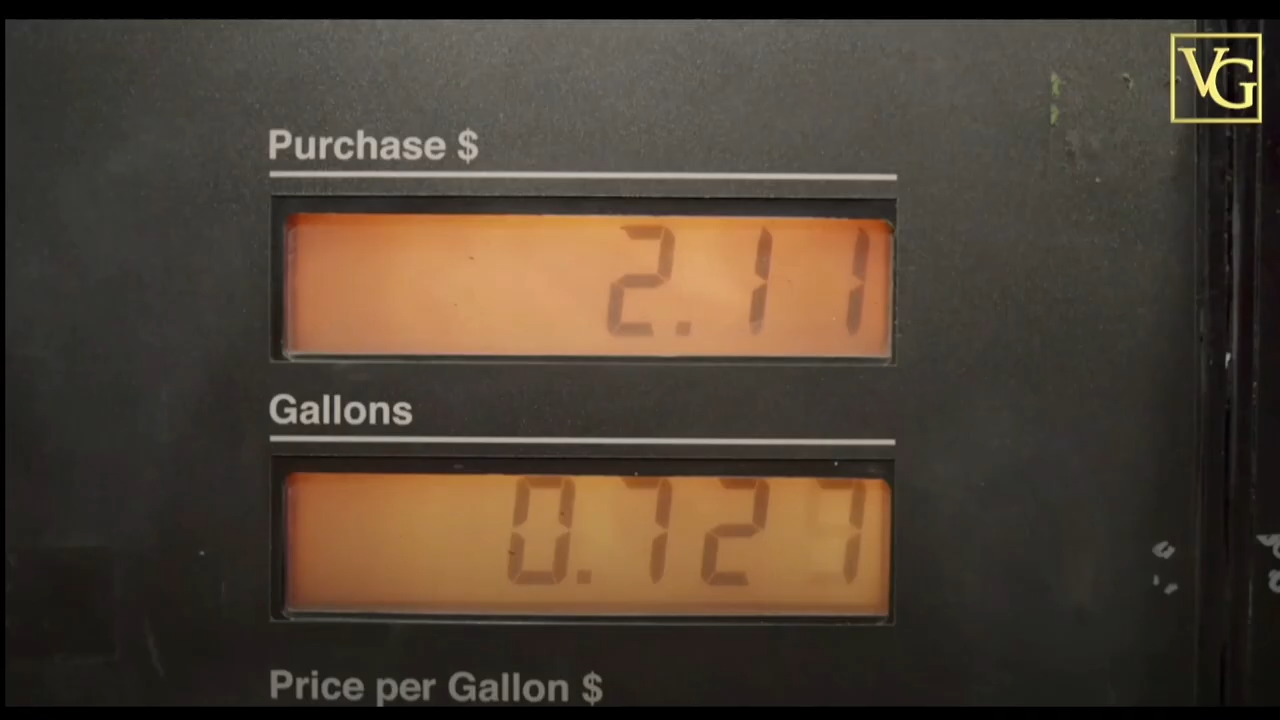 VG
Purchase $
2.11
Gallons
0.727
Price per Gallon $